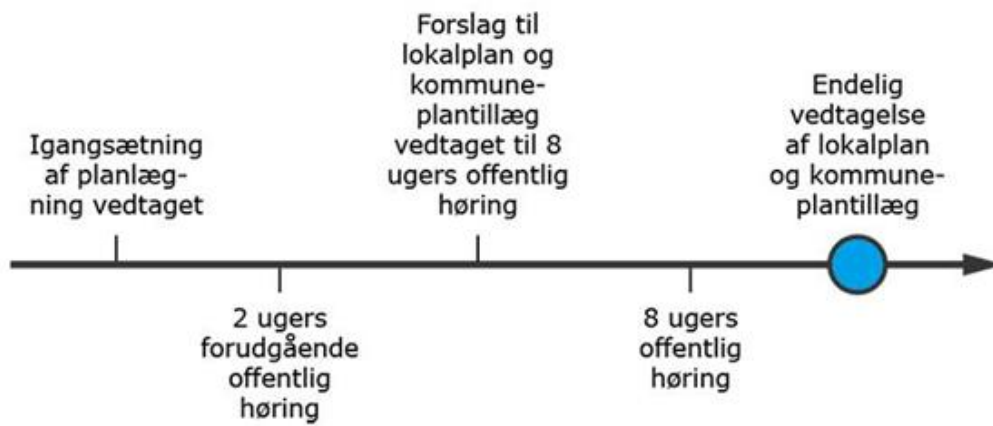 Igangsætning
af planlæg-
ning vedtaget
2 ugers
forudgående
offentlig
høring
Forslag til
lokalplan og
kommune-
plantillæg
vedtaget til 8
ugers offentlig
høring
8 ugers
offentlig
høring
Endelig
vedtagelse
af lokalplan
og kommune-
plantillæg